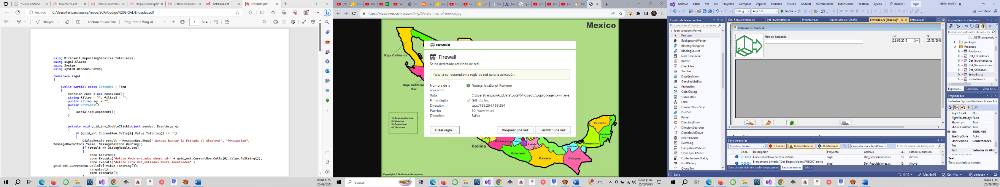 Nueva pestaña
Inventario.pdf
Detalle Inventari
Requisiciones.pdf
Detalle Requisici
Entradas.pdf
Entradas.pdf
Archivo
C:/Users/Felipao/source/repos/SGA/Codigo%20SIGAL/Entradas.pdf
Dibujar
Lectura en voz alta
Preguntar a Bing AI
1
de 4
using Microsoft.ReportingServices.Interfaces;
using sigal.Clases;
using System;
using System.Windows.Forms;
namespace sigal
{
public partial class Entradas : Form
{
conexion conn = new conexion();
string filtro = "", filtro2 = "";
public string sql = "";
public Entradas()
{
InitializeComponent();
}
private void grid_inv_DoubleClick(object sender, EventArgs e)
{
if (grid_ent.CurrentRow.Cells[0].Value.ToString() != "")
{
DialogResult result = MessageBox.Show("¡Deseas Borrar la Entrada al Almacen?", "Precaucion",
MessageBoxButtons.YesNo, MessageBoxIcon.Warning);
if (result == DialogResult.Yes)
{
conn.AbrirBD();
conn.Executa("delete from entradas where id=" + grid_ent.CurrentRow.Cells[0].Value.ToString());
conn.Executa("delete from det_entradas where identrada=" +
grid_ent.CurrentRow.Cells[0].Value.ToString());
carga(sql);
conn.cerrarBd();
07:48 p. m.
25/09/2023
https://maps-mexico-mx.com/img/0/state-map-of-mexico.jpg
Mexico
Baja California
Baja Californi
Sur
1) Aguascalientes
2) Morelos
3) Querétaro
4) Tlaxcala
Dr.WEB
Firewall
Se ha detectado actividad de red.
Falta la correspondiente regla de red para la aplicación.
Nombre de la aplicación:
Node.js JavaScript Runtime
Ruta:
C:\Users\Felipao\AppData\Local\Microsof...\copilot-agent-win.exe
Firma digital:
GitHub, Inc.
Dirección:
tcp://169.254.169.254
Puerto:
80 (www-http)
Dirección:
Salida
Crear regla...
Bloquear una vez
Permitir una vez
Yucatán
Quintana
Roo
Campeche
Tabasco
Michoacán
Puebla
Colima
Guerrero
Oaxaca
Chiapas
Copyright © Ontheworldmap.com
Buscar
31°C
07:48 p. m.
25/09/2023
Archivo
Editar
Ver
Git
Proyecto
Compilar
Depurar
Formato
Prueba
Analizar
Herramientas
Extensiones
Ventana
Ayuda
Buscar
sigal
Iniciar sesión
Debug
Any CPU
Iniciar
Live Share
Cuadro de herramientas
Búsqueda en el Cuadro de herramie
Todo Windows Forms
Puntero
BackgroundWorker
BindingNavigator
BindingSource
DateTimePicker
Button
CheckBox
TextBox
DataGridView
CheckedListBox
PictureBox
ColorDialog
ComboBox
Label
ContextMenuStrip
DataSet
Panel
DirectoryEntry
DirectorySearcher
DomainUpDown
ErrorProvider
EventLog
FileSystemWatcher
FlowLayoutPanel
FolderBrowserDialog
FontDialog
GroupBox
Det_Requisiciones.cs
Det_Inventarios.cs
Inventario.cs
Inventario.cs [Diseño]
Entradas.cs [Diseño]*
Entradas.cs*
Entradas de Almacen
Filtro de Busqueda:
De:
22/08/2018
Al:
22/08/2018
Lista de errores
Toda la solución
0 Errores
0 Advertencias
46 Mensajes
Compilación + IntelliSen
Lista de errores de búsqueda
Códi...
Descripción
Proyecto
Archivo
Lí...
Estado suprimido
IDE0044
Hacer el archivo de solo lectura
sigal
Det_Requisiciones.cs
13
Activo
IDE0051
El miembro privado "Det_Requisiciones.PRECIO" no se
sigal
Det_Requisiciones.cs
13
Activo
Consola del Administrador de paquetes
Lista de errores
Salida
Explorador de soluciones
Buscar en Explorador de solucior
.NETFramework,
packages
Procesos
Alertas.cs
Det_Entradas.cs
Det_Inventarios.cs
Det_Requisiciones.c
Det_Salidas.cs
Entradas.cs
Inventario.cs
Explorad...
Cambios...
Vista de c...
Propiedades
Entradas System.Windows.Forms.F
RightToLeft
No
RightToLeftLayo
False
ShowIcon
True
ShowInTaskbar
True
Size
1008, 470
SizeGripStyle
Auto
StartPosition
CenterScreen
Tag
Text
Entradas de Alm
Text
Texto asociado al control.
Listo
0 / 0
Más de 99
Cat_Moy
almacen
07:48 p. m.
25/09/2023